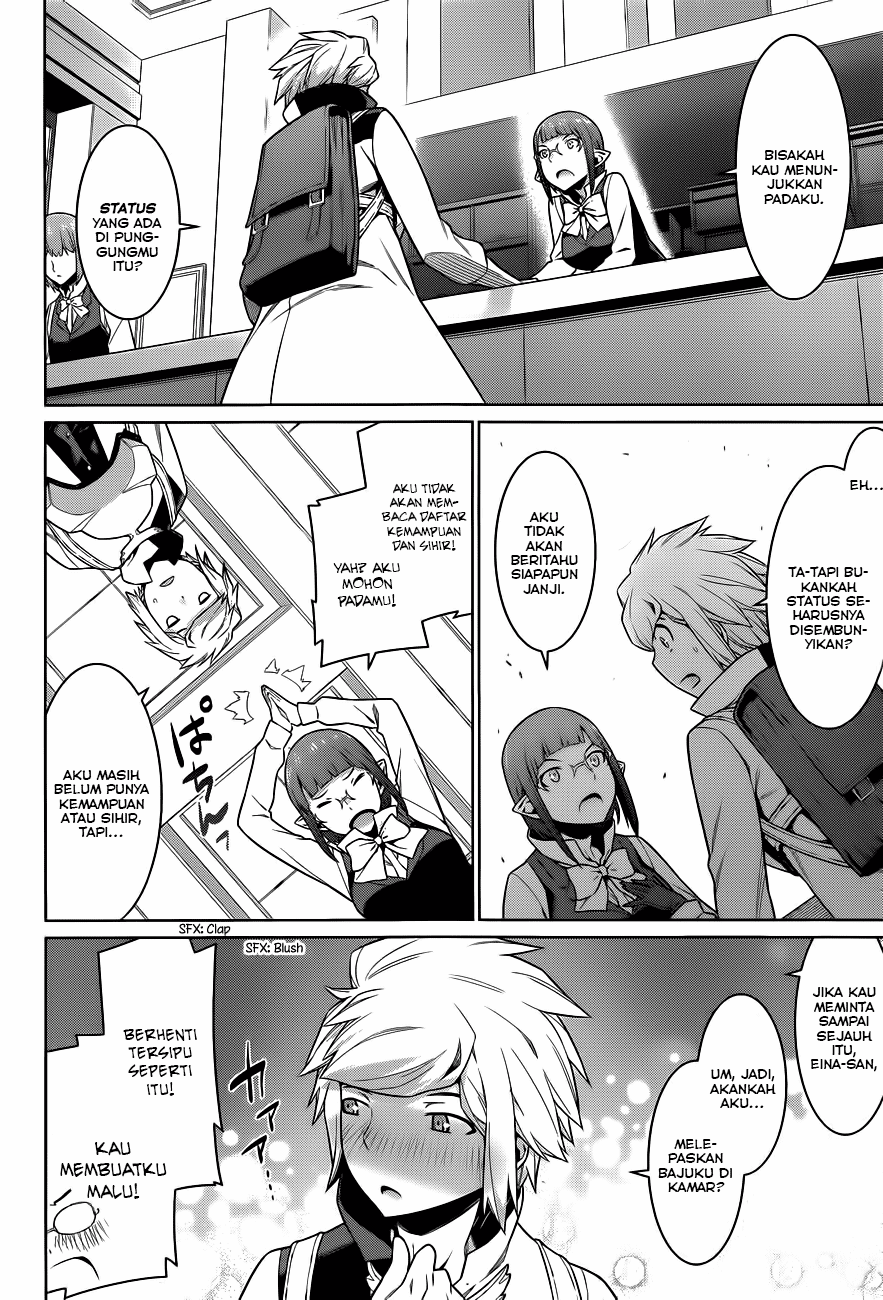 BISAKAH
KAU MENUN-
JUKKAN
PADAKU.
STATUS
YANG ADA
DI PUNG-
GUNGMU
ITU?
EH...
TA-TAPI BU-
KANKAH
STATUS SE-
HARUSNYA
DISEMBUN-
YIKAN?
AKU
TIDAK
AKAN
BERITAHU
SIAPAPUN
JANJI.
AKU TIDAK
AKAN MEM-
BACA DAFTAR
KEMAMPUAN
DAN SIHIR!
YAH? AKU
MOHON
PADAMU!
ぱちんっ
AKU MASIH
BELUM PUNYA
KEMAMPUAN
ATAU SIHIR,
TAPI...
SFX: Clap
SFX: Blush
JIKA KAU
MEMINTA
SAMPAI
SEJAUH
ITU,
EINA-SAN,
UM, JADI,
AKANKAH
AKU...
MELE-
PASKAN
BAJUKU DI
KAMAR?
カァァァ
BERHENTI
TERSIPU
SEPERTI
ITU!
KAU
MEMBUATKU
MALU!